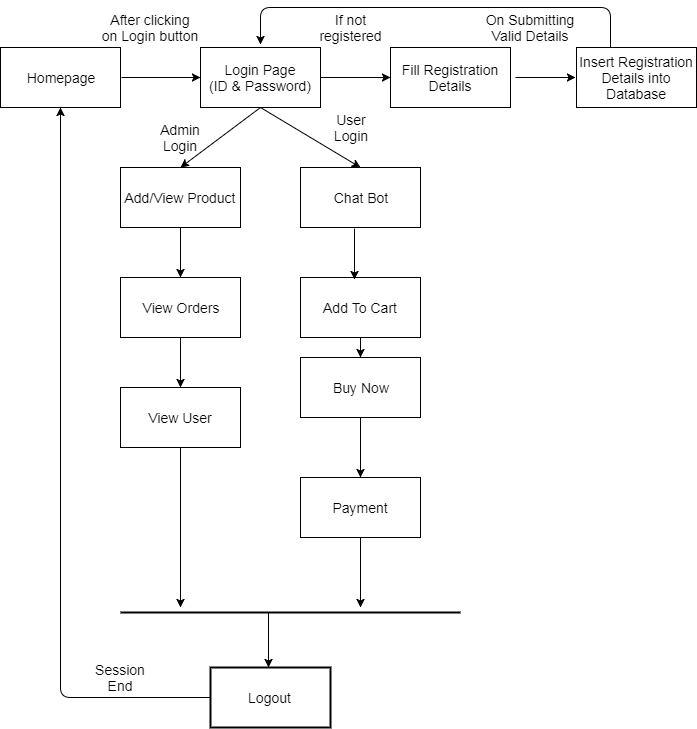 After clicking
on Login button
If not
registered
On Submitting
Valid Details
Homepage
Login Page
(ID & Password)
Fill Registration
Details
Insert Registration
Details into
Database
Admin
Login
User
Login
Add/View Product
Chat Bot
View Orders
Add To Cart
View User
Buy Now
Payment
Session
End
Logout